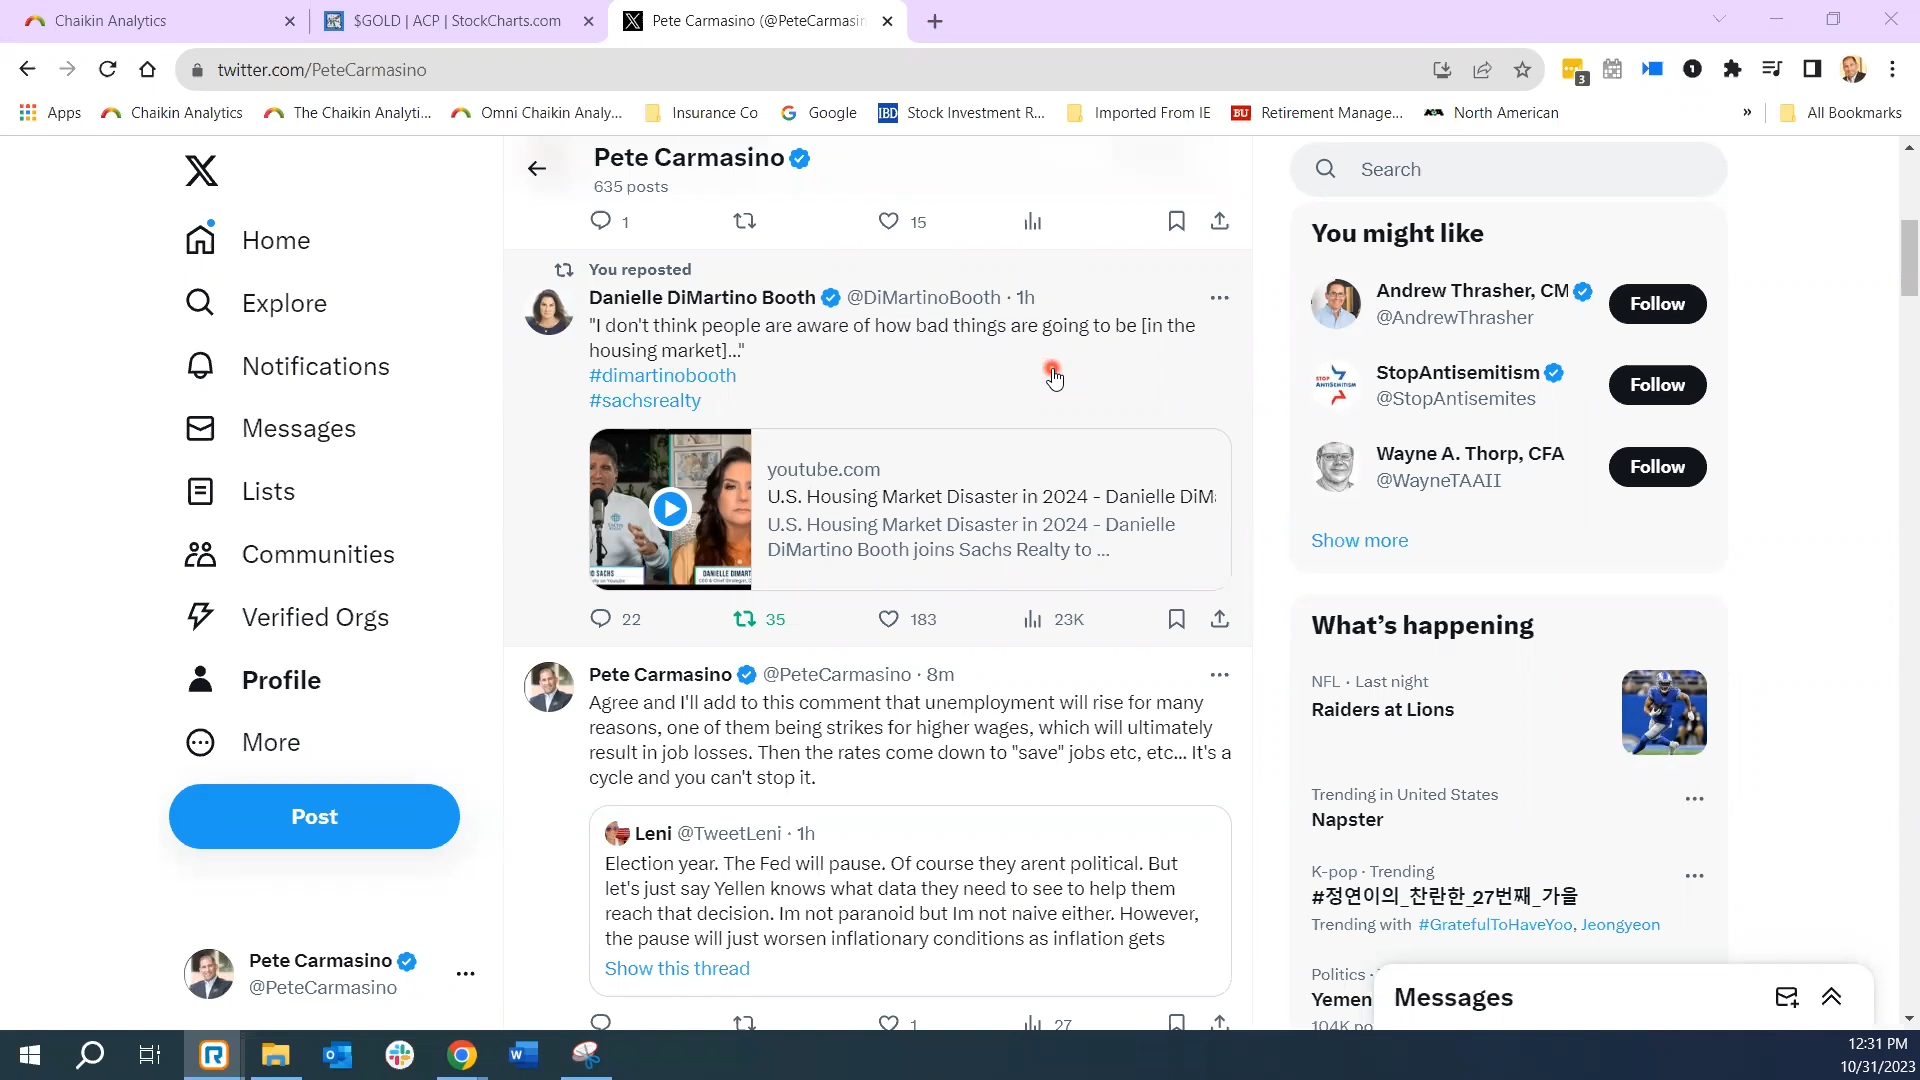 Chaikin Analytics
$GOLD | ACP | StockCharts.com
Pete Carmasino (@PeteCarmasin
twitter.com/PeteCarmasino
3
Apps
Chaikin Analytics
The Chaikin Analyti...
Omni Chaikin Analy...
Insurance Co
Google
IBD
Stock Investment R...
Imported From IE
BU
Retirement Manage...
North American
»
All Bookmarks
Home
Explore
Notifications
Messages
Lists
Communities
Verified Orgs
Profile
More
Post
Pete Carmasino
@PeteCarmasino
Pete Carmasino
635 posts
1
15
You reposted
Danielle DiMartino Booth @DiMartinoBooth · 1h
"I don't think people are aware of how bad things are going to be [in the
housing market]..."
#dimartinobooth
#sachsrealty
youtube.com
U.S. Housing Market Disaster in 2024 - Danielle DiM
U.S. Housing Market Disaster in 2024 - Danielle
DiMartino Booth joins Sachs Realty to ...
22
35
183
23K
Pete Carmasino @PeteCarmasino · 8m
Agree and I'll add to this comment that unemployment will rise for many
reasons, one of them being strikes for higher wages, which will ultimately
result in job losses. Then the rates come down to "save" jobs etc, etc... It's a
cycle and you can't stop it.
Leni @TweetLeni · 1h
Election year. The Fed will pause. Of course they arent political. But
let's just say Yellen knows what data they need to see to help them
reach that decision. Im not paranoid but Im not naive either. However,
the pause will just worsen inflationary conditions as inflation gets
Show this thread
1
27
Search
You might like
Andrew Thrasher, CM
@AndrewThrasher
Follow
StopAntisemitism
@StopAntisemites
Follow
Wayne A. Thorp, CFA
@WayneTAAII
Follow
Show more
What's happening
NFL · Last night
Raiders at Lions
Trending in United States
Napster
K-pop · Trending
#정연이의_찬란한_27번째_가을
Trending with #GratefulToHaveYoo, Jeongyeon
Politics ·
Yemen
104K po
Messages
12:31 PM
10/31/2023